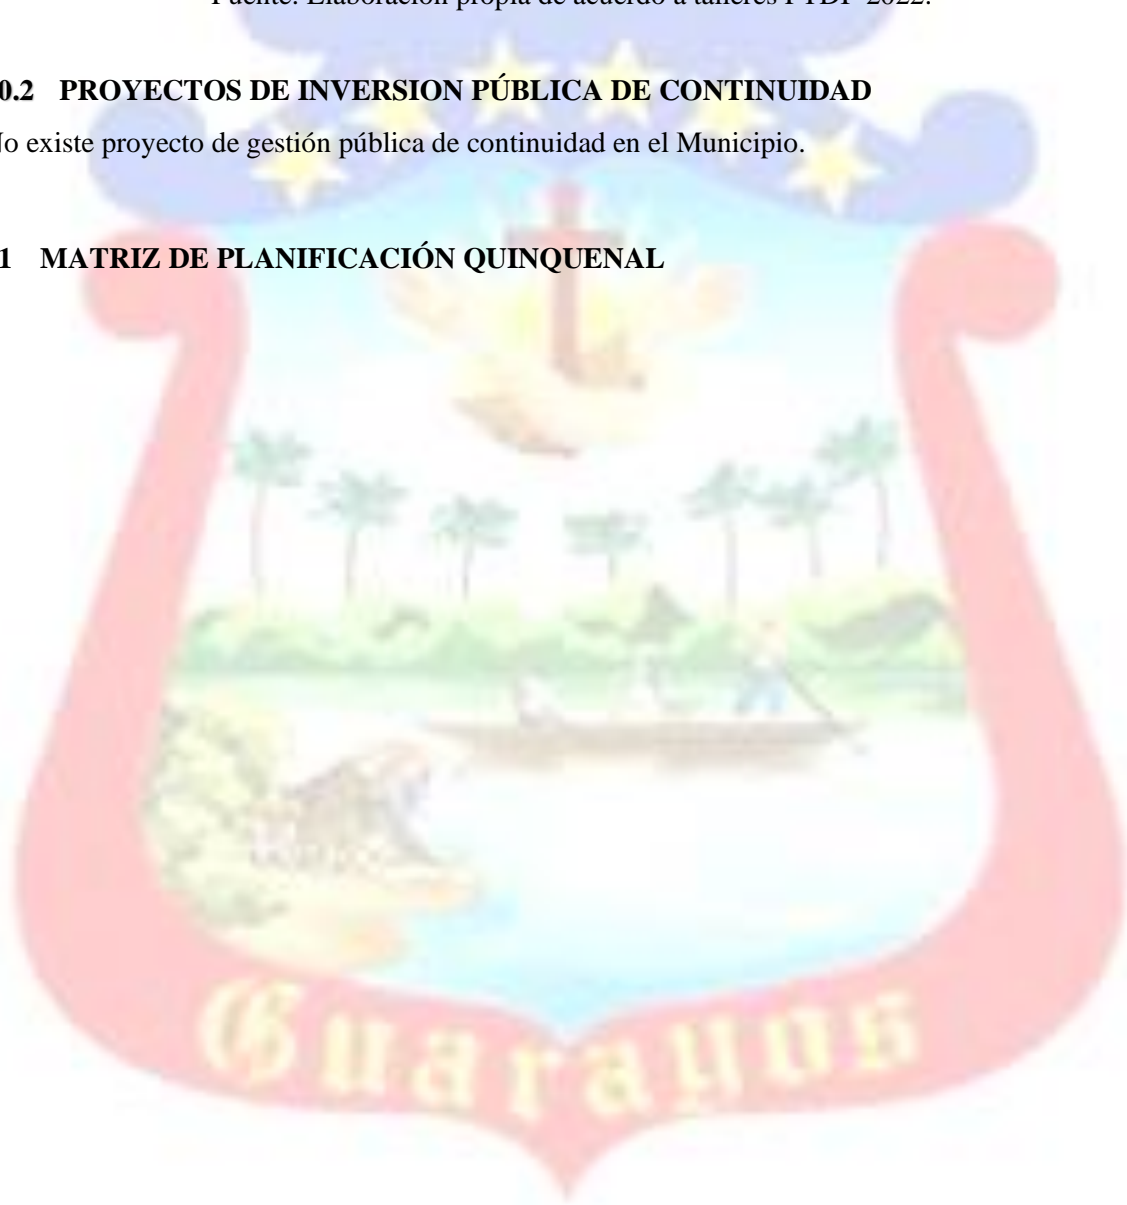 Fuente: Elaboración propia de acuerdo a talleres PTDI 2022.
0.2 PROYECTOS DE INVERSION PÚBLICA DE CONTINUIDAD
No existe proyecto de gestión pública de continuidad en el Municipio.
1 MATRIZ DE PLANIFICACIÓN QUINQUENAL
Guarayos